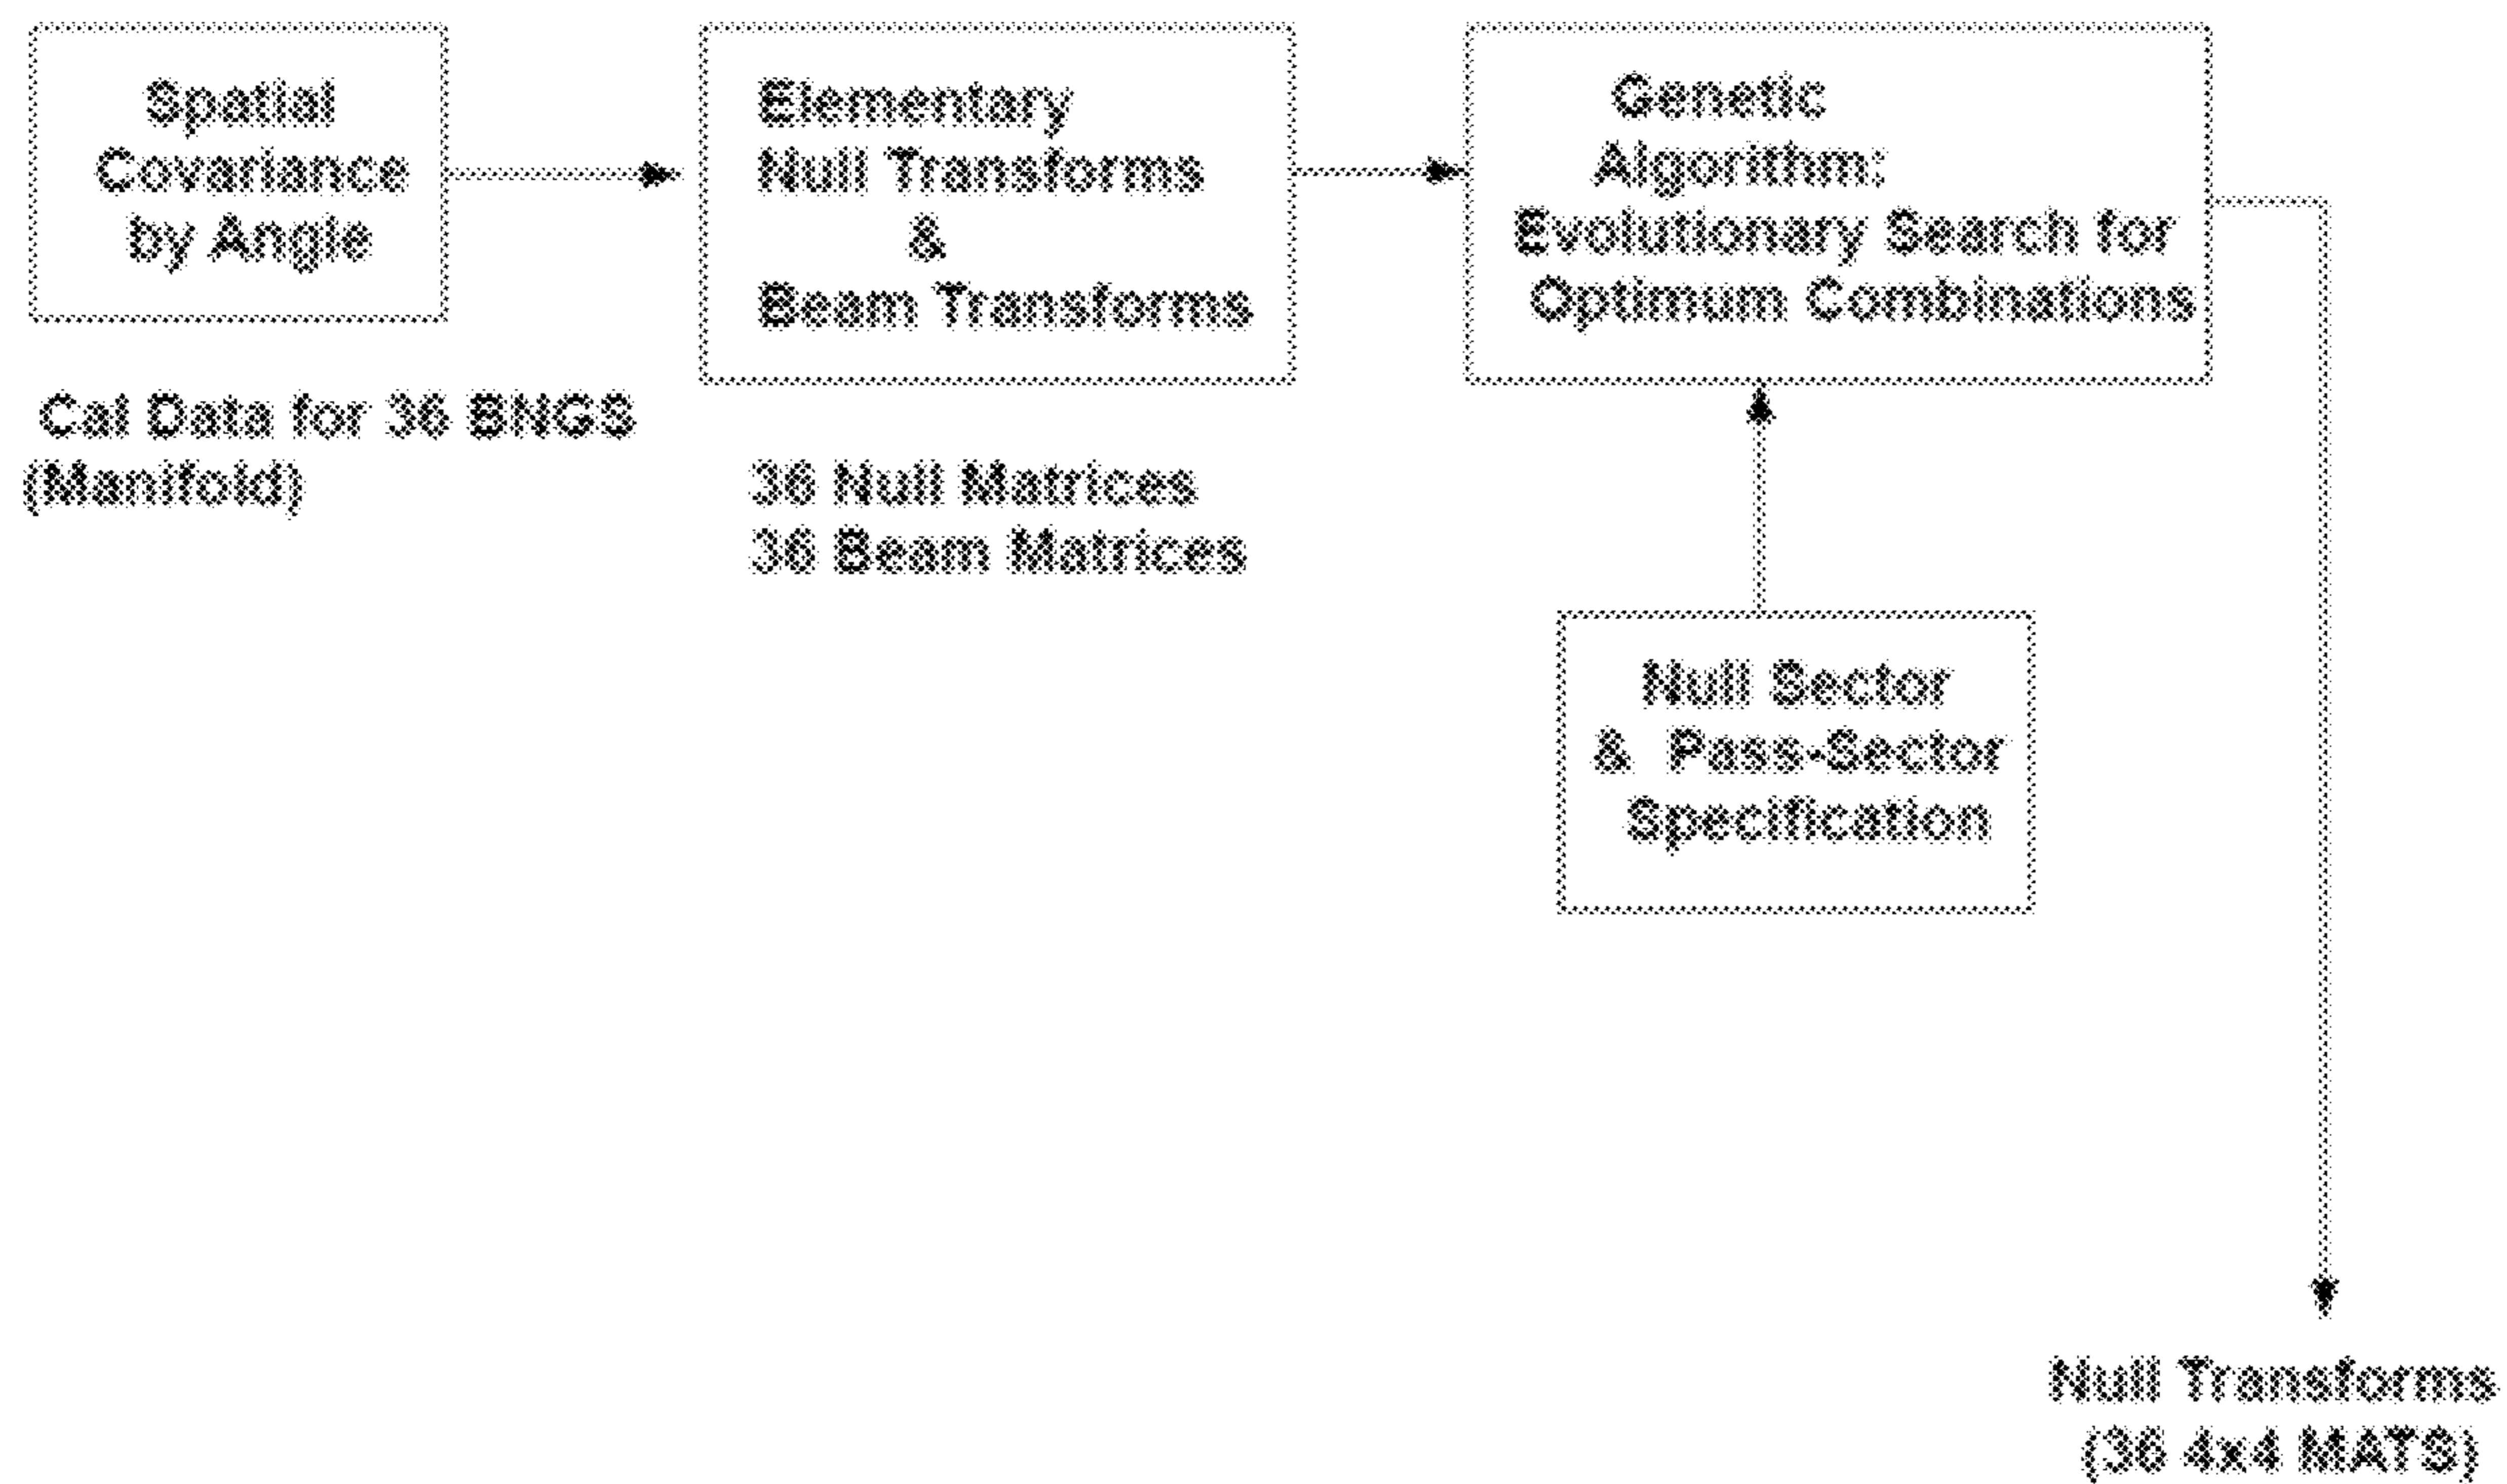 Spatial
Covariance
by Angle
Cal Data for 36 BNGS
(Manifold)
Elementary
Null Transforms
&
Beam Transforms
36 Null Matrices
36 Beam Matrices
Genetic
Algorithm:
Evolutionary Search for
Optimum Combinations
Null Sector
& Pass-Sector
Specification
Null Transforms
(36 4x4 MATS)